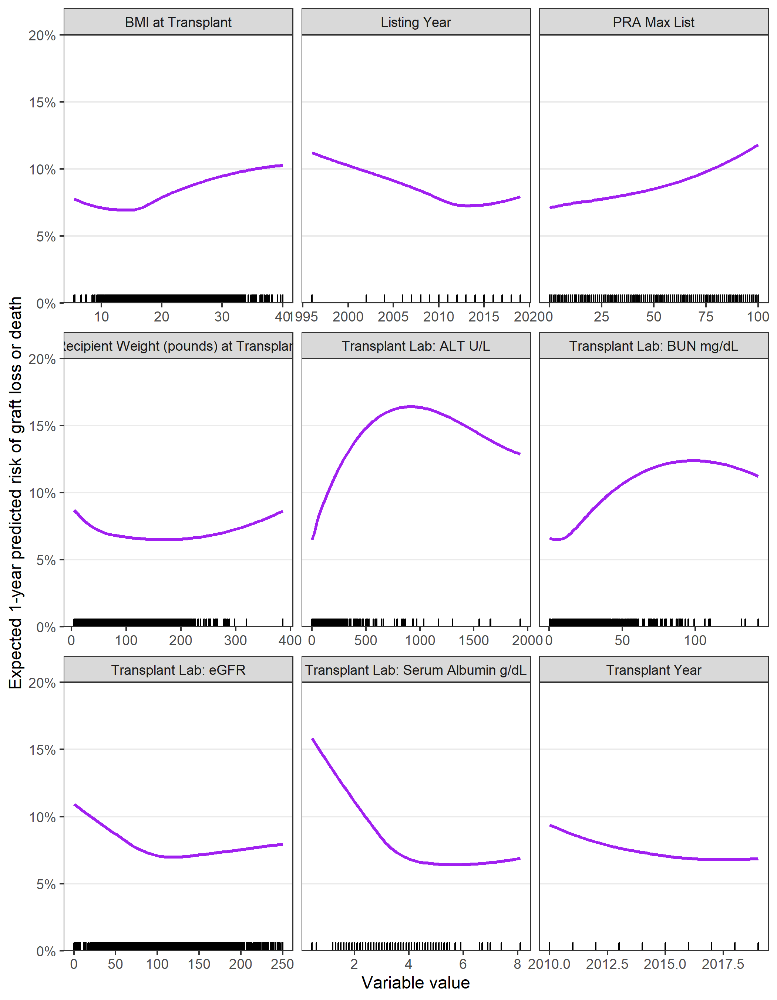 Expected 1-year predicted risk of graft loss or death
BMI at Transplant
Listing Year
PRA Max List
20%
15%
10%
5%
0%
10 20 30 40
1995 2000 2005 2010 2015 2020
0 25 50 75 100
Recipient Weight (pounds) at Transplan
Transplant Lab: ALT U/L
Transplant Lab: BUN mg/dL
20%
15%
10%
5%
0%
0 100 200 300 400
0 500 1000 1500 2000
0 50 100
Transplant Lab: eGFR
Transplant Lab: Serum Albumin g/dL
Transplant Year
20%
15%
10%
5%
0%
0 50 100 150 200 250
2 4 6 8
2010.0 2012.5 2015.0 2017.5
Variable value